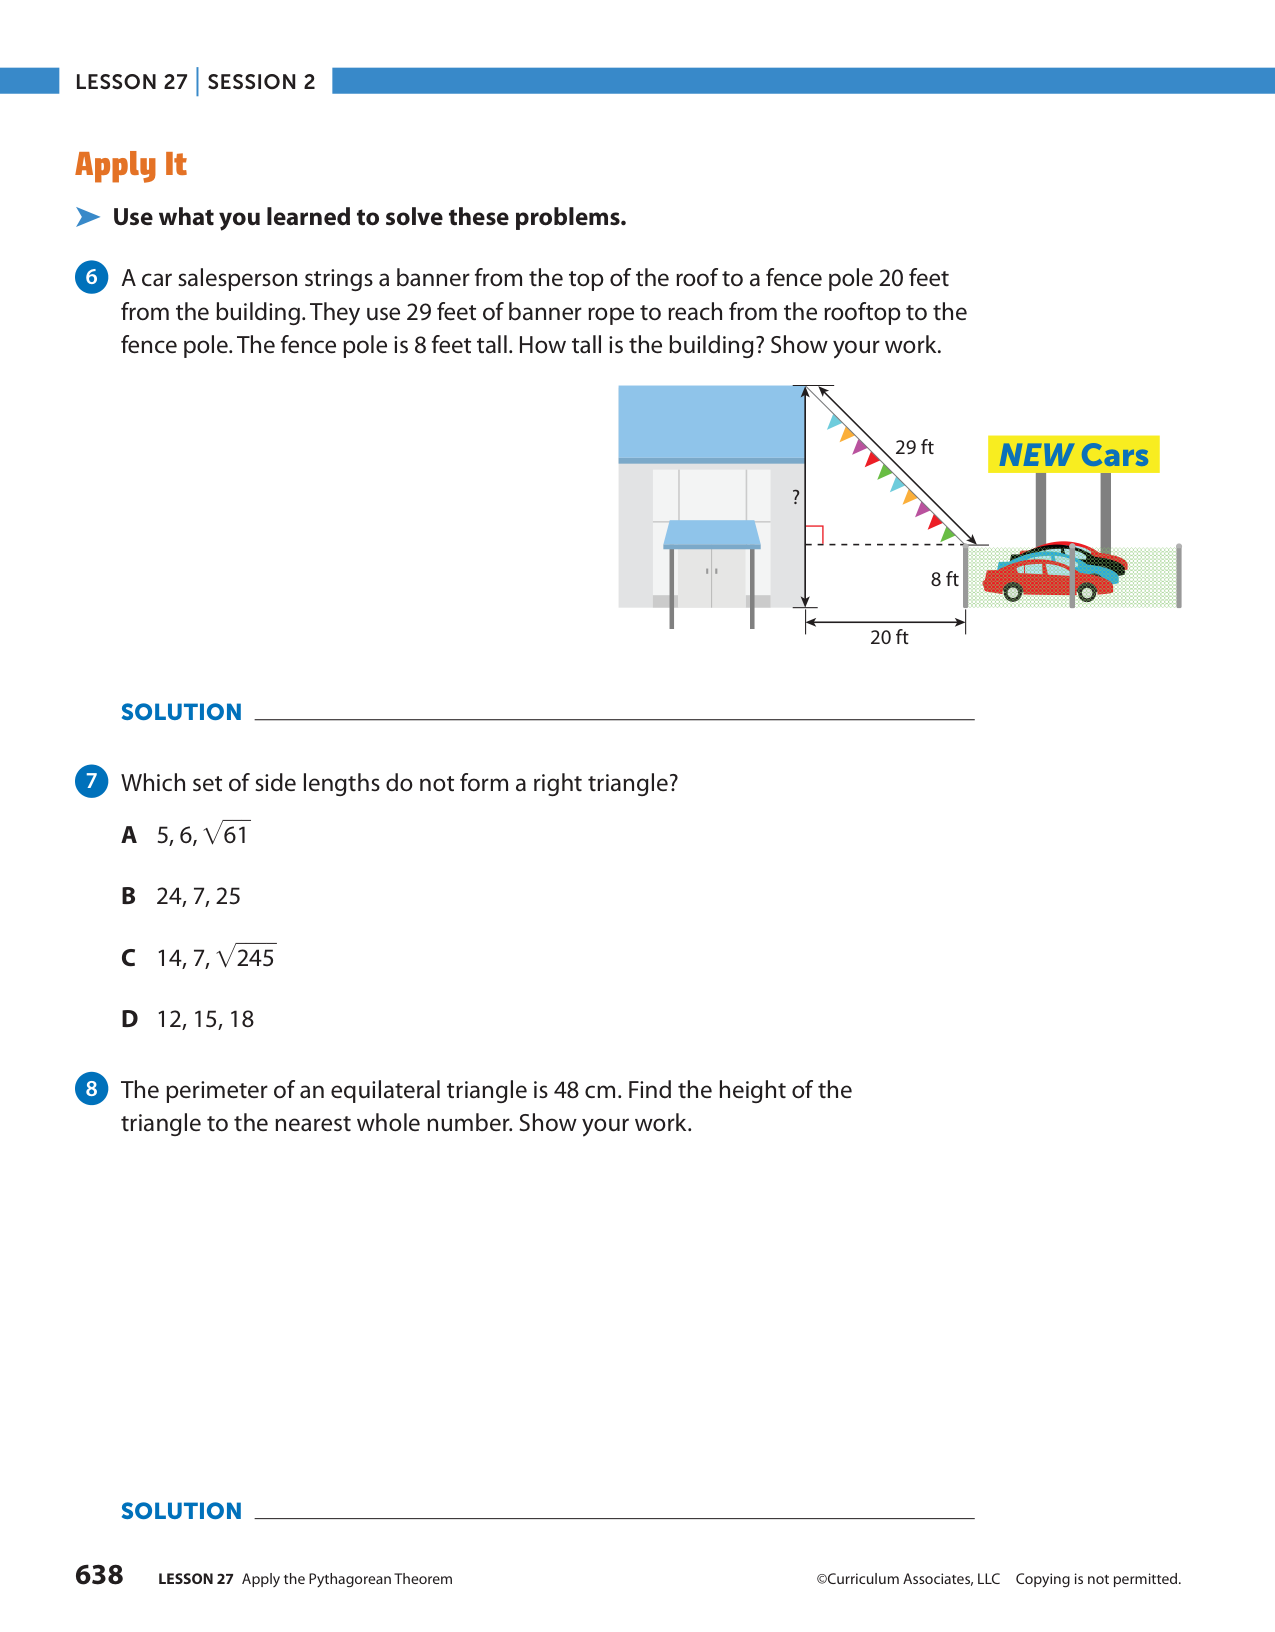 LESSON 27 | SESSION 2
Apply It
Use what you learned to solve these problems.
6 A car salesperson strings a banner from the top of the roof to a fence pole 20 feet
from the building. They use 29 feet of banner rope to reach from the rooftop to the
fence pole. The fence pole is 8 feet tall. How tall is the building? Show your work.
29 ft
NEW Cars
?
8 ft
20 ft
SOLUTION
7 Which set of side lengths do not form a right triangle?
A 5, 6, √61
B 24, 7, 25
C 14, 7, √245
D 12, 15, 18
8 The perimeter of an equilateral triangle is 48 cm. Find the height of the
triangle to the nearest whole number. Show your work.
SOLUTION
638 LESSON 27 Apply the Pythagorean Theorem ©Curriculum Associates, LLC Copying is not permitted.